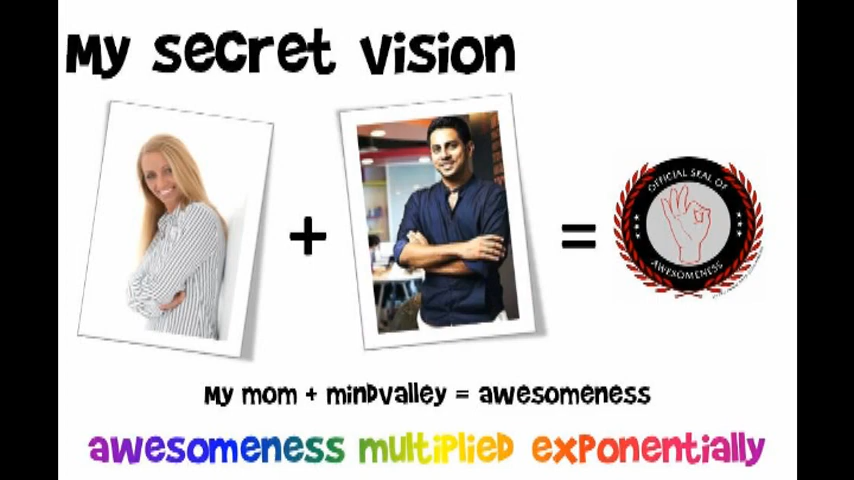 My secret vision
+
=
OFFICIAL SEAL OF
AWESOMENESS
My mom + mindvalley = awesomeness
awesomeness multiplied exponentially